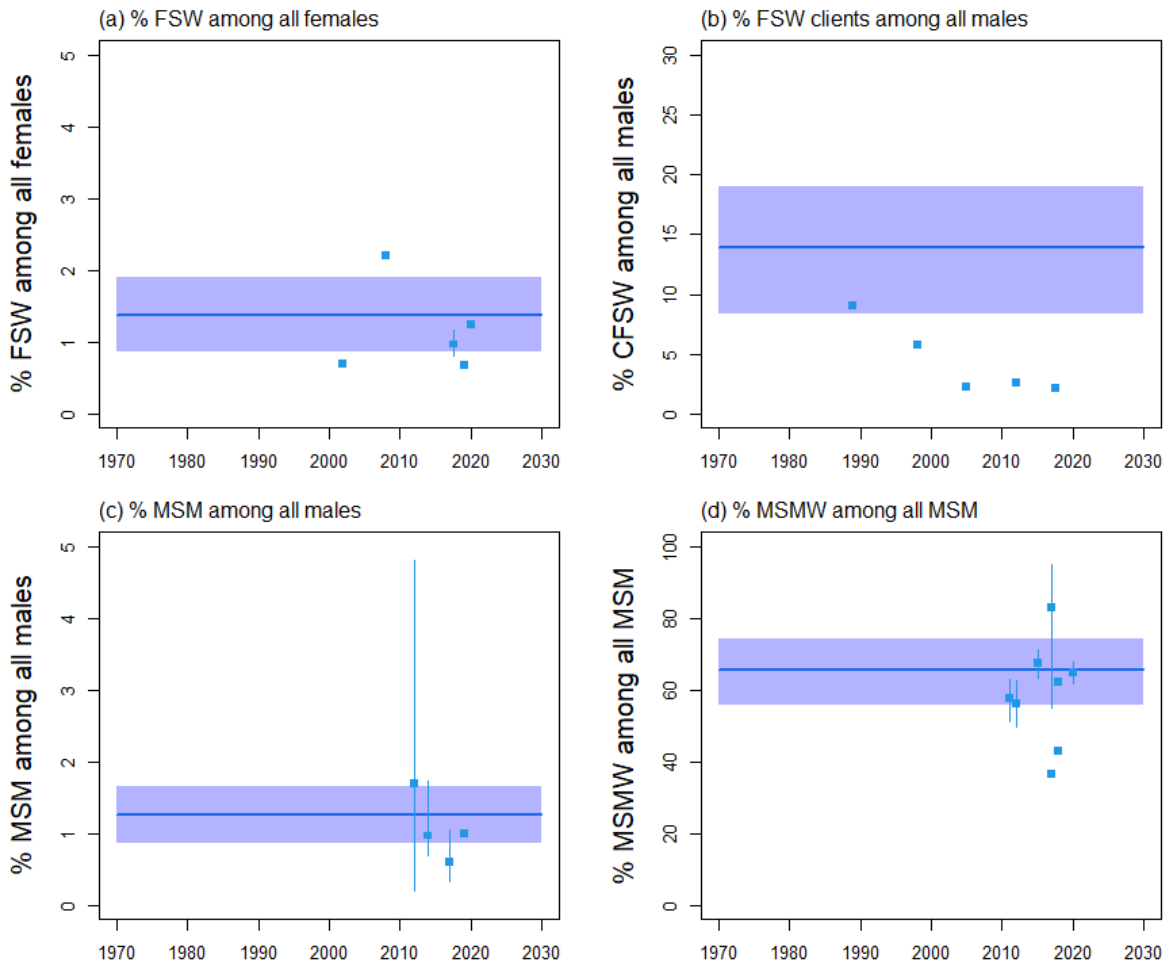 (a) % FSW among all females
% FSW among all females
5
4
3
2
1
0
1970 1980 1990 2000 2010 2020 2030
(b) % FSW clients among all males
% CFSW among all males
30
25
20
15
10
5
0
1970 1980 1990 2000 2010 2020 2030
(c) % MSM among all males
% MSM among all males
5
4
3
2
1
0
1970 1980 1990 2000 2010 2020 2030
(d) % MSMW among all MSM
% MSMW among all MSM
100
80
60
40
20
0
1970 1980 1990 2000 2010 2020 2030